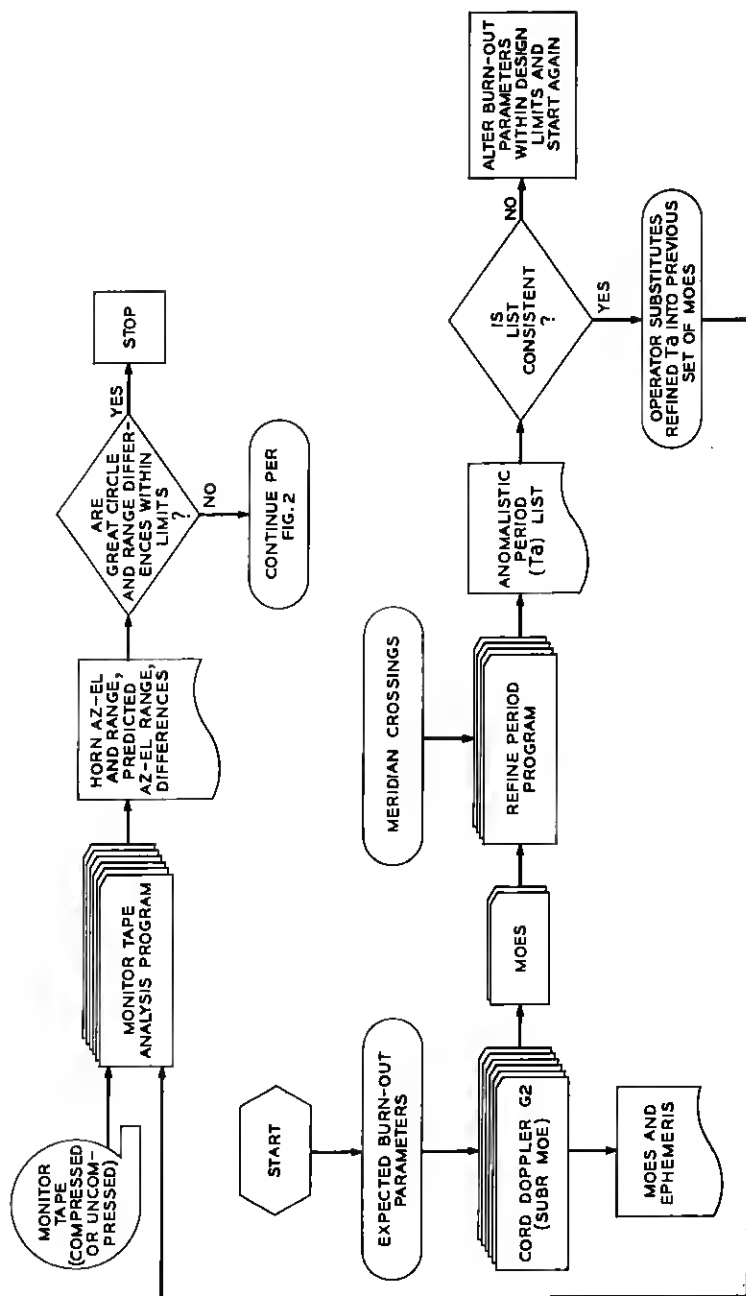 MONITOR
TAPE
(COMPRESSED
OR UNCOM-
PRESSED)
MONITOR TAPE
ANALYSIS PROGRAM
HORN AZ-EL
AND RANGE,
PREDICTED
AZ-EL RANGE,
DIFFERENCES
ARE
GREAT CIRCLE
AND RANGE DIFFER-
ENCES WITHIN
LIMITS
?
YES
STOP
NO
CONTINUE PER
FIG. 2
START
EXPECTED BURN-OUT
PARAMETERS
CORD DOPPLER G2
(SUBR MOE)
MOES AND
EPHEMERIS
MOES
MERIDIAN CROSSINGS
REFINE PERIOD
PROGRAM
ANOMALISTIC
PERIOD
(Ta) LIST
IS
LIST
CONSISTENT
?
NO
ALTER BURN-OUT
PARAMETERS
WITHIN DESIGN
LIMITS AND
START AGAIN
YES
OPERATOR SUBSTITUTES
REFINED Ta INTO PREVIOUS
SET OF MOES